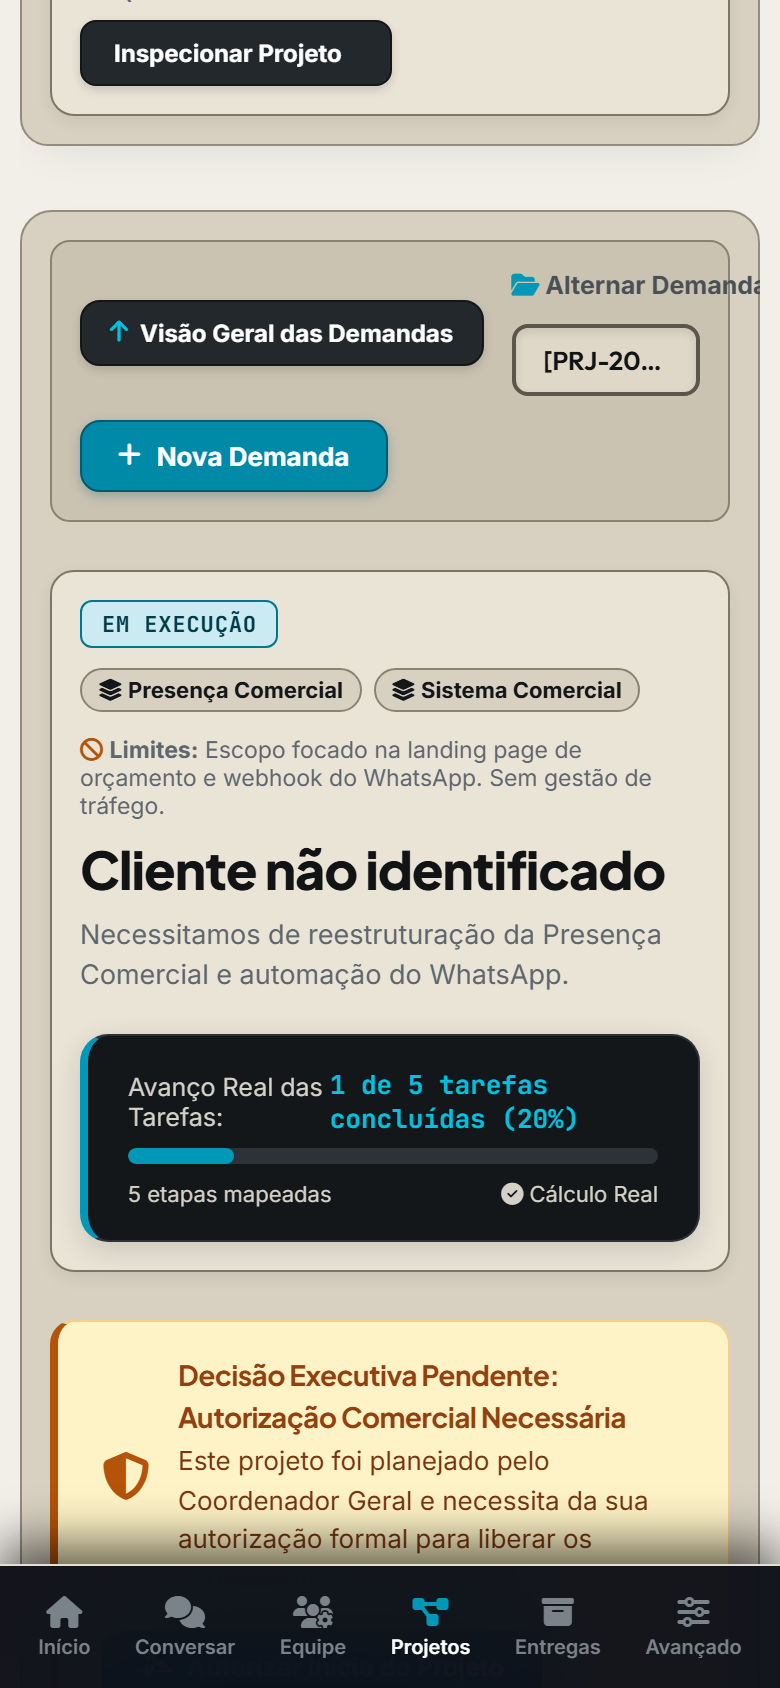 Inspecionar Projeto
Alternar Demanda
Visão Geral das Demandas
[PRJ-20...
Nova Demanda
EM EXECUÇÃO
Presença Comercial
Sistema Comercial
Limites: Escopo focado na landing page de
orçamento e webhook do WhatsApp. Sem gestão de
tráfego.
Cliente não identificado
Necessitamos de reestruturação da Presença
Comercial e automação do WhatsApp.
Avanço Real das
Tarefas:
1 de 5 tarefas
concluídas (20%)
5 etapas mapeadas
Cálculo Real
Decisão Executiva Pendente:
Autorização Comercial Necessária
Este projeto foi planejado pelo
Coordenador Geral e necessita da sua
autorização formal para liberar os
Início
Conversar
Equipe
Projetos
Entregas
Avançado
Autorizar Início do Projeto